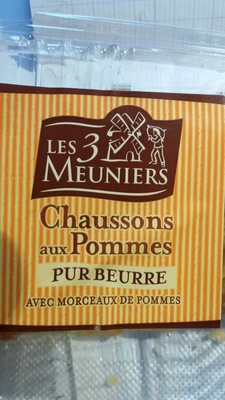 LES 3
MEUNIERS
Chaussons
aux Pommes
PUR BEURRE
AVEC MORCEAUX DE POMMES